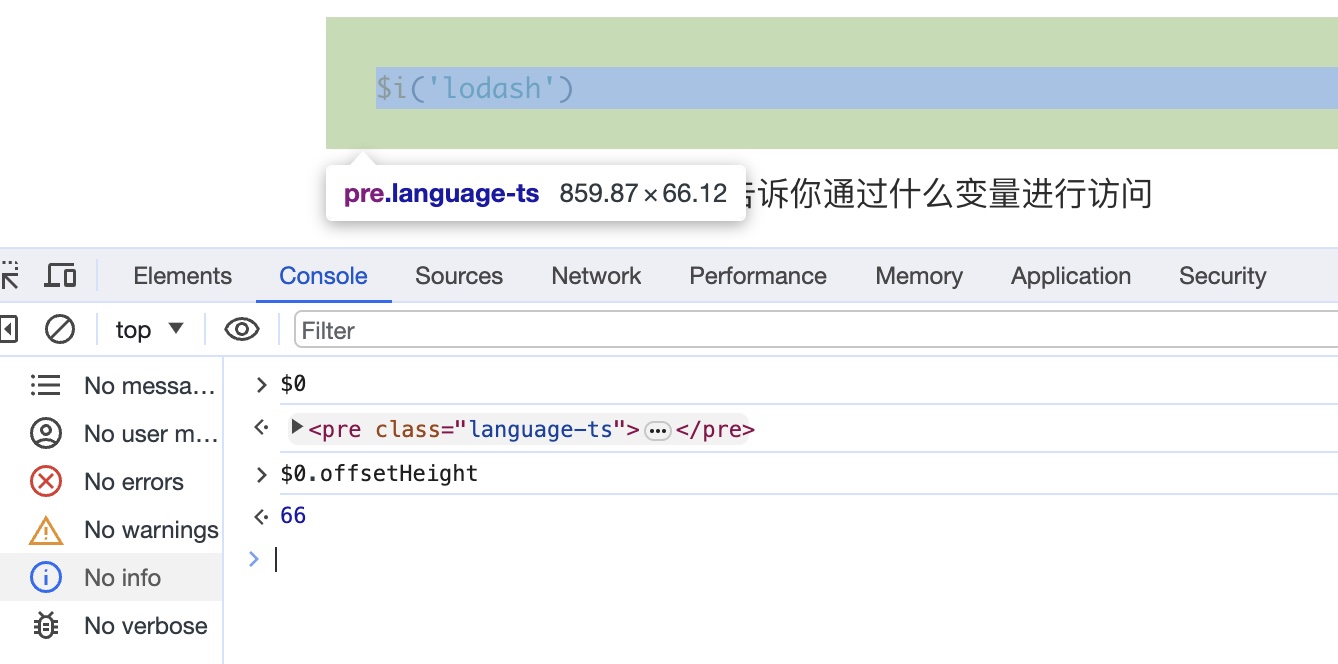 $i('lodash')
pre.language-ts 859.87 × 66.12
诉你通过什么变量进行访问
Elements Console Sources Network Performance Memory Application Security
top ▼ Filter
No messa…
No user m…
No errors
No warnings
No info
No verbose
> $0
<· ▶<pre class="language-ts">…</pre>
> $0.offsetHeight
<· 66
>